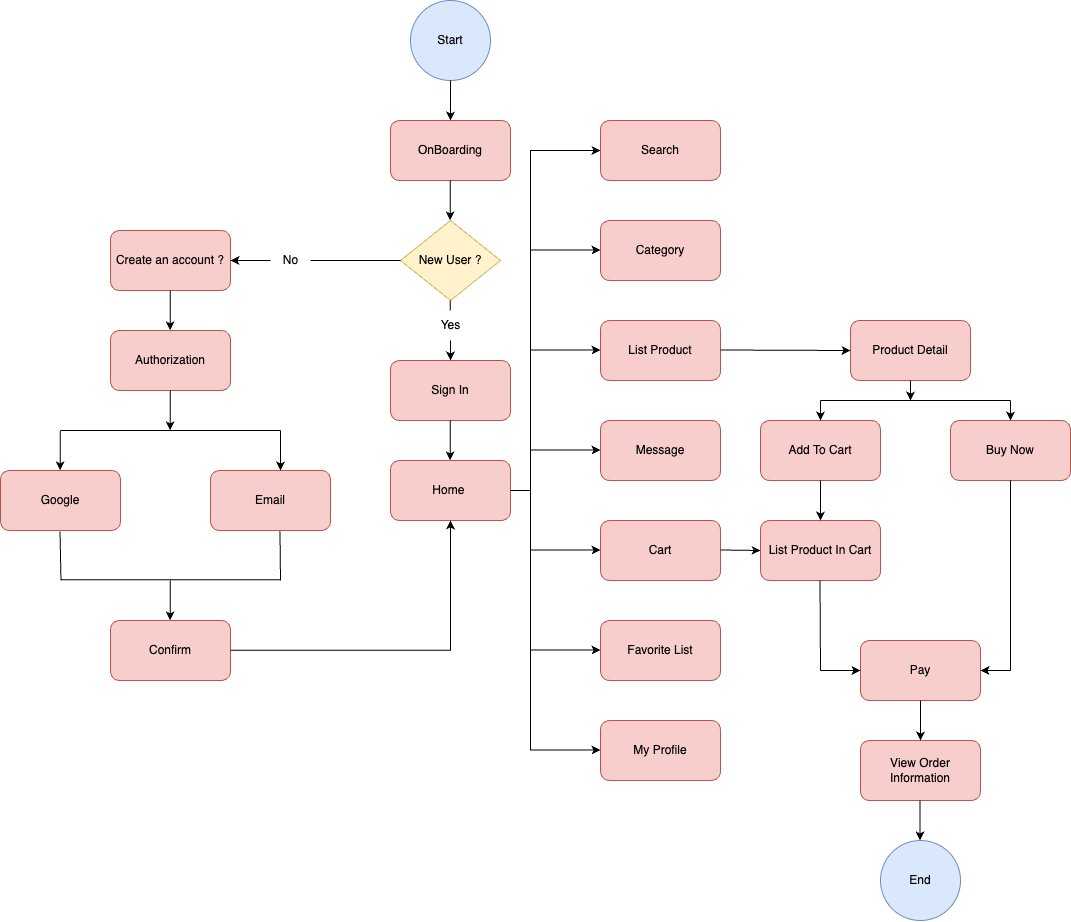 Start
OnBoarding
New User ?
No
Yes
Create an account ?
Authorization
Google
Email
Confirm
Sign In
Home
Search
Category
List Product
Message
Cart
Favorite List
My Profile
Product Detail
Add To Cart
Buy Now
List Product In Cart
Pay
View Order
Information
End